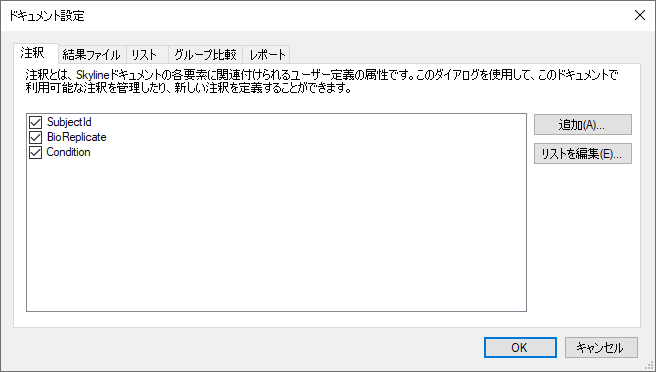 ドキュメント設定
注釈 結果ファイル リスト グループ比較 レポート
注釈とは、Skylineドキュメントの各要素に関連付けられるユーザー定義の属性です。このダイアログを使用して、このドキュメントで
利用可能な注釈を管理したり、新しい注釈を定義することができます。
SubjectId
BioReplicate
Condition
追加(A)...
リストを編集(E)...
OK
キャンセル